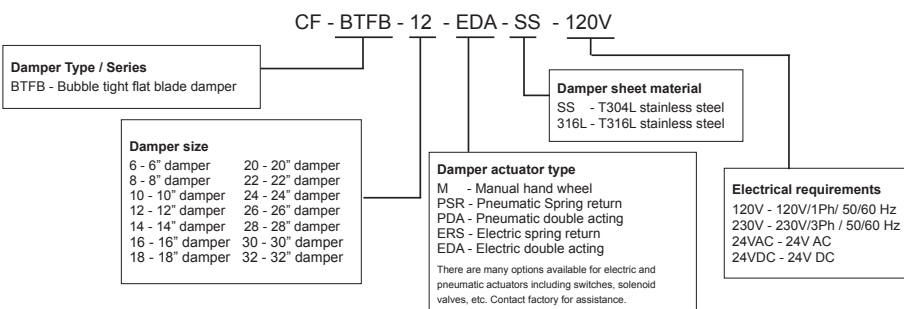 CF - BTFB - 12 - EDA - SS - 120V
Damper Type / Series
BTFB - Bubble tight flat blade damper
Damper size
6 - 6” damper 20 - 20” damper
8 - 8” damper 22 - 22” damper
10 - 10” damper 24 - 24” damper
12 - 12” damper 26 - 26” damper
14 - 14” damper 28 - 28” damper
16 - 16” damper 30 - 30” damper
18 - 18” damper 32 - 32” damper
Damper actuator type
M - Manual hand wheel
PSR - Pneumatic Spring return
PDA - Pneumatic double acting
ERS - Electric spring return
EDA - Electric double acting
There are many options available for electric and
pneumatic actuators including switches, solenoid
valves, etc. Contact factory for assistance.
Damper sheet material
SS - T304L stainless steel
316L - T316L stainless steel
Electrical requirements
120V - 120V/1Ph/ 50/60 Hz
230V - 230V/3Ph / 50/60 Hz
24VAC - 24V AC
24VDC - 24V DC